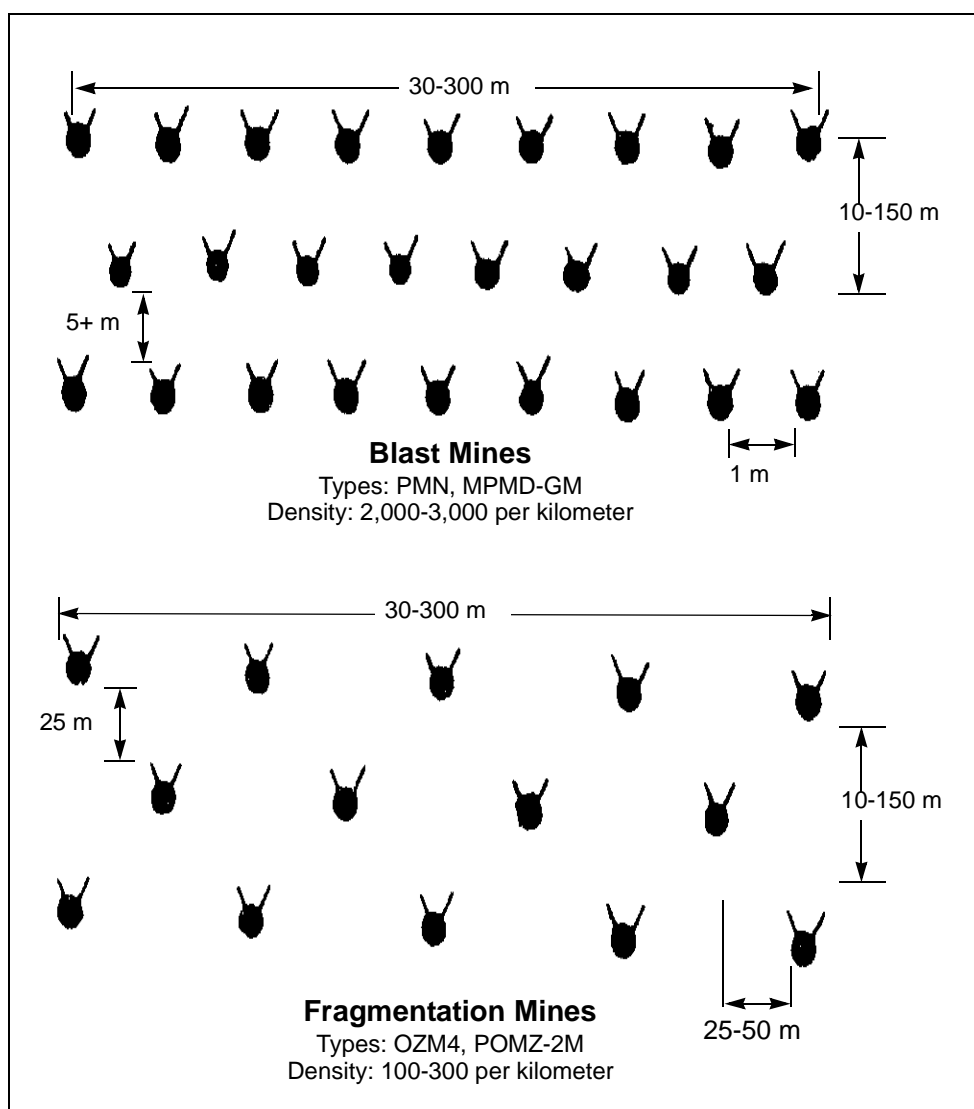 30-300 m
10-150 m
5+ m
1 m
Blast Mines
Types: PMN, MPMD-GM
Density: 2,000-3,000 per kilometer
30-300 m
25 m
10-150 m
25-50 m
Fragmentation Mines
Types: OZM4, POMZ-2M
Density: 100-300 per kilometer